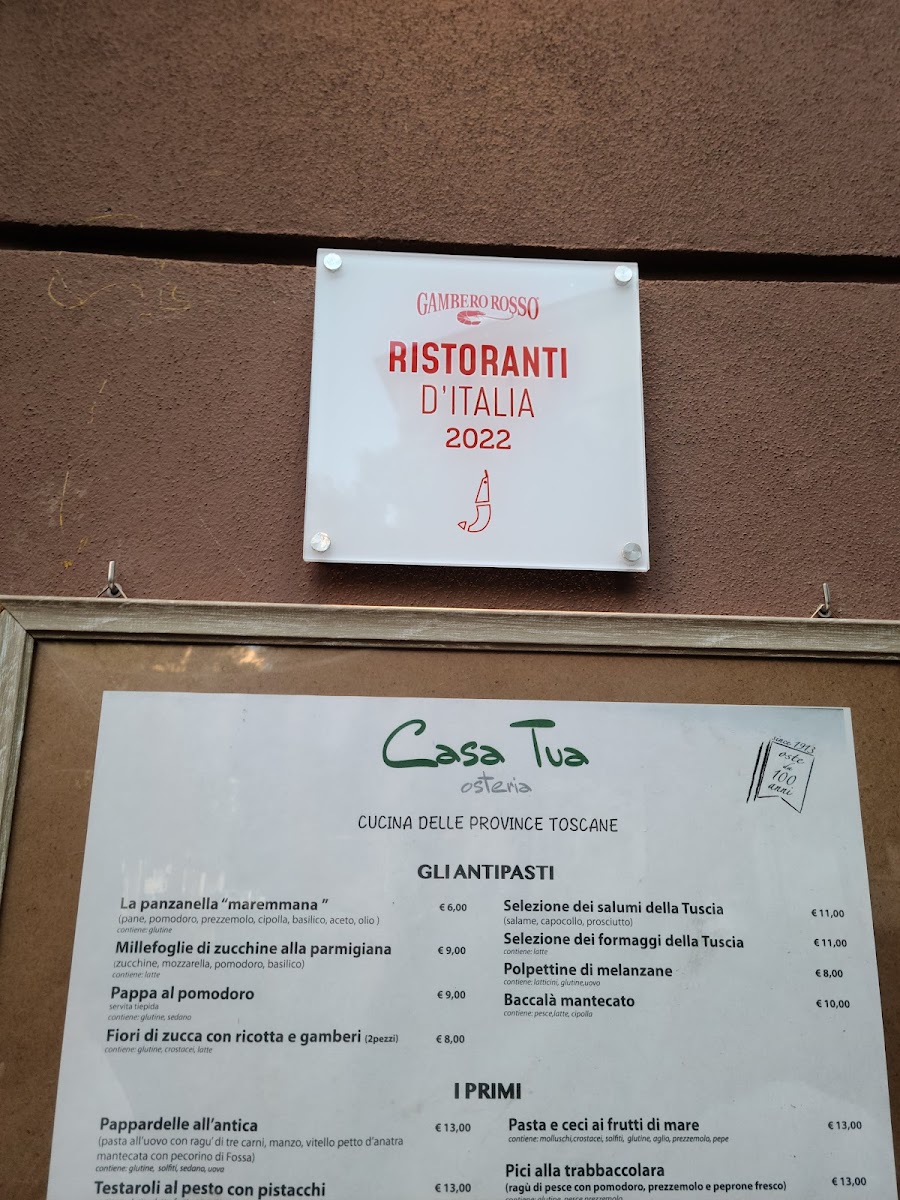 GAMBERO ROSSO
RISTORANTI
D'ITALIA
2022
Casa Tua
osteria
since 1913
oste
da
100
anni
CUCINA DELLE PROVINCE TOSCANE
GLI ANTIPASTI
La panzanella “maremmana ” € 6,00
(pane, pomodoro, prezzemolo, cipolla, basilico, aceto, olio )
contiene: glutine
Millefoglie di zucchine alla parmigiana € 9,00
(zucchine, mozzarella, pomodoro, basilico)
contiene: latte
Pappa al pomodoro € 9,00
servita tiepida
contiene: glutine, sedano
Fiori di zucca con ricotta e gamberi (2pezzi) € 8,00
contiene: glutine, crostacei, latte
Selezione dei salumi della Tuscia € 11,00
(salame, capocollo, prosciutto)
Selezione dei formaggi della Tuscia € 11,00
contiene: latte
Polpettine di melanzane € 8,00
contiene: latticini, glutine,uovo
Baccalà mantecato € 10,00
contiene: pesce,latte, cipolla
I PRIMI
Pappardelle all’antica € 13,00
(pasta all’uovo con ragu’ di tre carni, manzo, vitello petto d’anatra
mantecata con pecorino di Fossa)
contiene: glutine, solfiti, sedano, uova
Testaroli al pesto con pistacchi € 13,00
Pasta e ceci ai frutti di mare € 13,00
contiene: molluschi,crostacei, solfiti, glutine, aglio, prezzemolo, pepe
Pici alla trabbaccolara
(ragù di pesce con pomodoro, prezzemolo e peprone fresco) € 13,00
contiene: glutine, pesce,prezzemolo